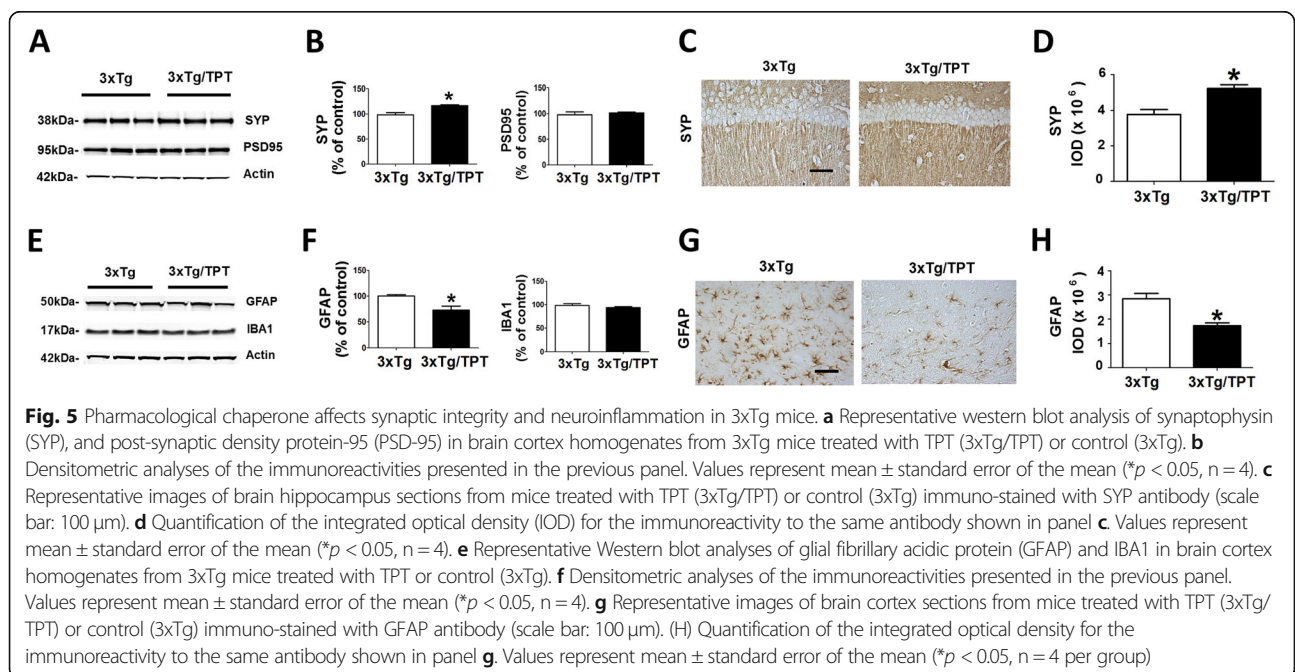 A
3xTg 3xTg/TPT
38kDa- SYP
95kDa- PSD95
42kDa- Actin
B
SYP
(% of control)
150
100
50
0
*
3xTg 3xTg/TPT
PSD95
(% of control)
150
100
50
0
3xTg 3xTg/TPT
C
3xTg 3xTg/TPT
SYP
D
SYP
IOD (x 10 6)
6
4
2
0
*
3xTg 3xTg/TPT
E
3xTg 3xTg/TPT
50kDa- GFAP
17kDa- IBA1
42kDa- Actin
F
GFAP
(% of control)
150
100
50
0
*
3xTg 3xTg/TPT
IBA1
(% of control)
150
100
50
0
3xTg 3xTg/TPT
G
3xTg 3xTg/TPT
GFAP
H
GFAP
IOD (x 10 6)
4
3
2
1
0
*
3xTg 3xTg/TPT
Fig. 5 Pharmacological chaperone affects synaptic integrity and neuroinflammation in 3xTg mice. a Representative western blot analysis of synaptophysin
(SYP), and post-synaptic density protein-95 (PSD-95) in brain cortex homogenates from 3xTg mice treated with TPT (3xTg/TPT) or control (3xTg). b
Densitometric analyses of the immunoreactivities presented in the previous panel. Values represent mean ± standard error of the mean (*p < 0.05, n = 4). c
Representative images of brain hippocampus sections from mice treated with TPT (3xTg/TPT) or control (3xTg) immuno-stained with SYP antibody (scale
bar: 100 μm). d Quantification of the integrated optical density (IOD) for the immunoreactivity to the same antibody shown in panel c. Values represent
mean ± standard error of the mean (*p < 0.05, n = 4). e Representative Western blot analyses of glial fibrillary acidic protein (GFAP) and IBA1 in brain cortex
homogenates from 3xTg mice treated with TPT or control (3xTg). f Densitometric analyses of the immunoreactivities presented in the previous panel.
Values represent mean ± standard error of the mean (*p < 0.05, n = 4). g Representative images of brain cortex sections from mice treated with TPT (3xTg/
TPT) or control (3xTg) immuno-stained with GFAP antibody (scale bar: 100 μm). (H) Quantification of the integrated optical density for the
immunoreactivity to the same antibody shown in panel g. Values represent mean ± standard error of the mean (*p < 0.05, n = 4 per group)